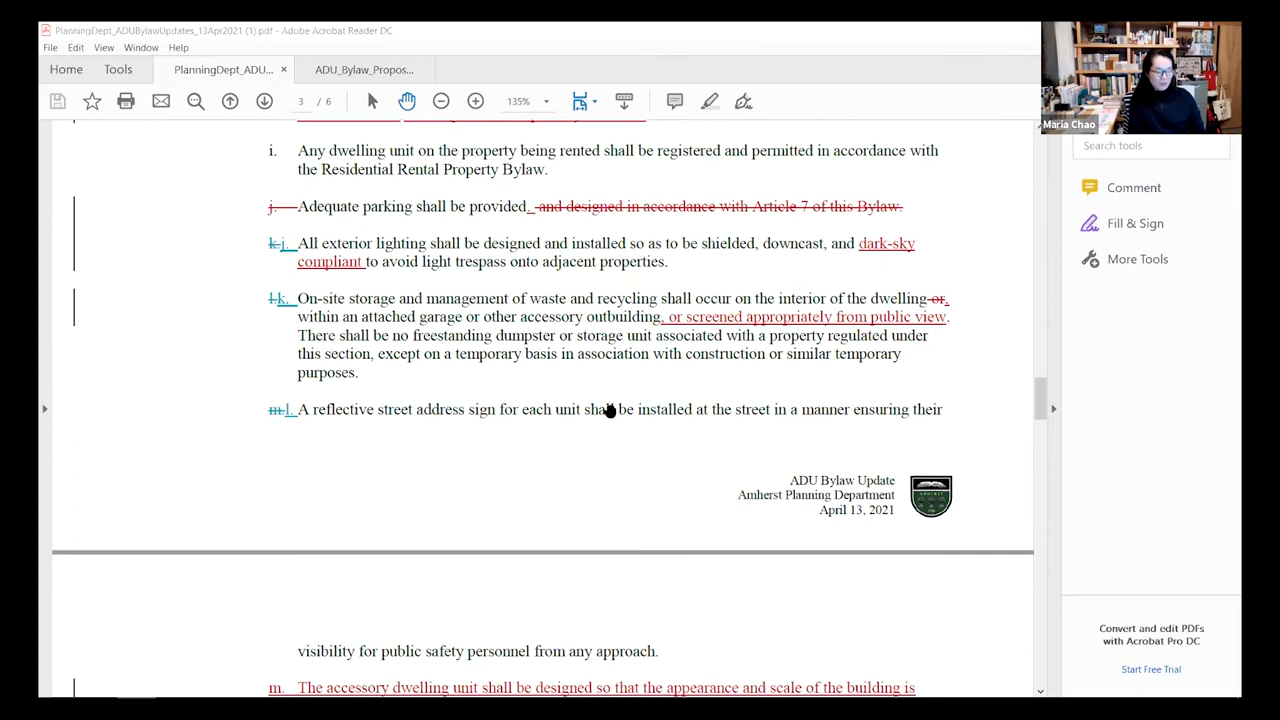 PlanningDept_ADUBylawUpdates_13Apr2021 (1).pdf - Adobe Acrobat Reader DC
File Edit View Window Help
Home Tools PlanningDept_ADU... × ADU_Bylaw_Propos...
3 / 6 135%
Maria Chao
Search tools
Comment
Fill & Sign
More Tools
i. Any dwelling unit on the property being rented shall be registered and permitted in accordance with
the Residential Rental Property Bylaw.
j. Adequate parking shall be provided. and designed in accordance with Article 7 of this Bylaw.
k.j. All exterior lighting shall be designed and installed so as to be shielded, downcast, and dark-sky
compliant to avoid light trespass onto adjacent properties.
l.k. On-site storage and management of waste and recycling shall occur on the interior of the dwelling or,
within an attached garage or other accessory outbuilding, or screened appropriately from public view.
There shall be no freestanding dumpster or storage unit associated with a property regulated under
this section, except on a temporary basis in association with construction or similar temporary
purposes.
m.l. A reflective street address sign for each unit shall be installed at the street in a manner ensuring their
ADU Bylaw Update
Amherst Planning Department
April 13, 2021
visibility for public safety personnel from any approach.
m. The accessory dwelling unit shall be designed so that the appearance and scale of the building is
Convert and edit PDFs
with Acrobat Pro DC
Start Free Trial